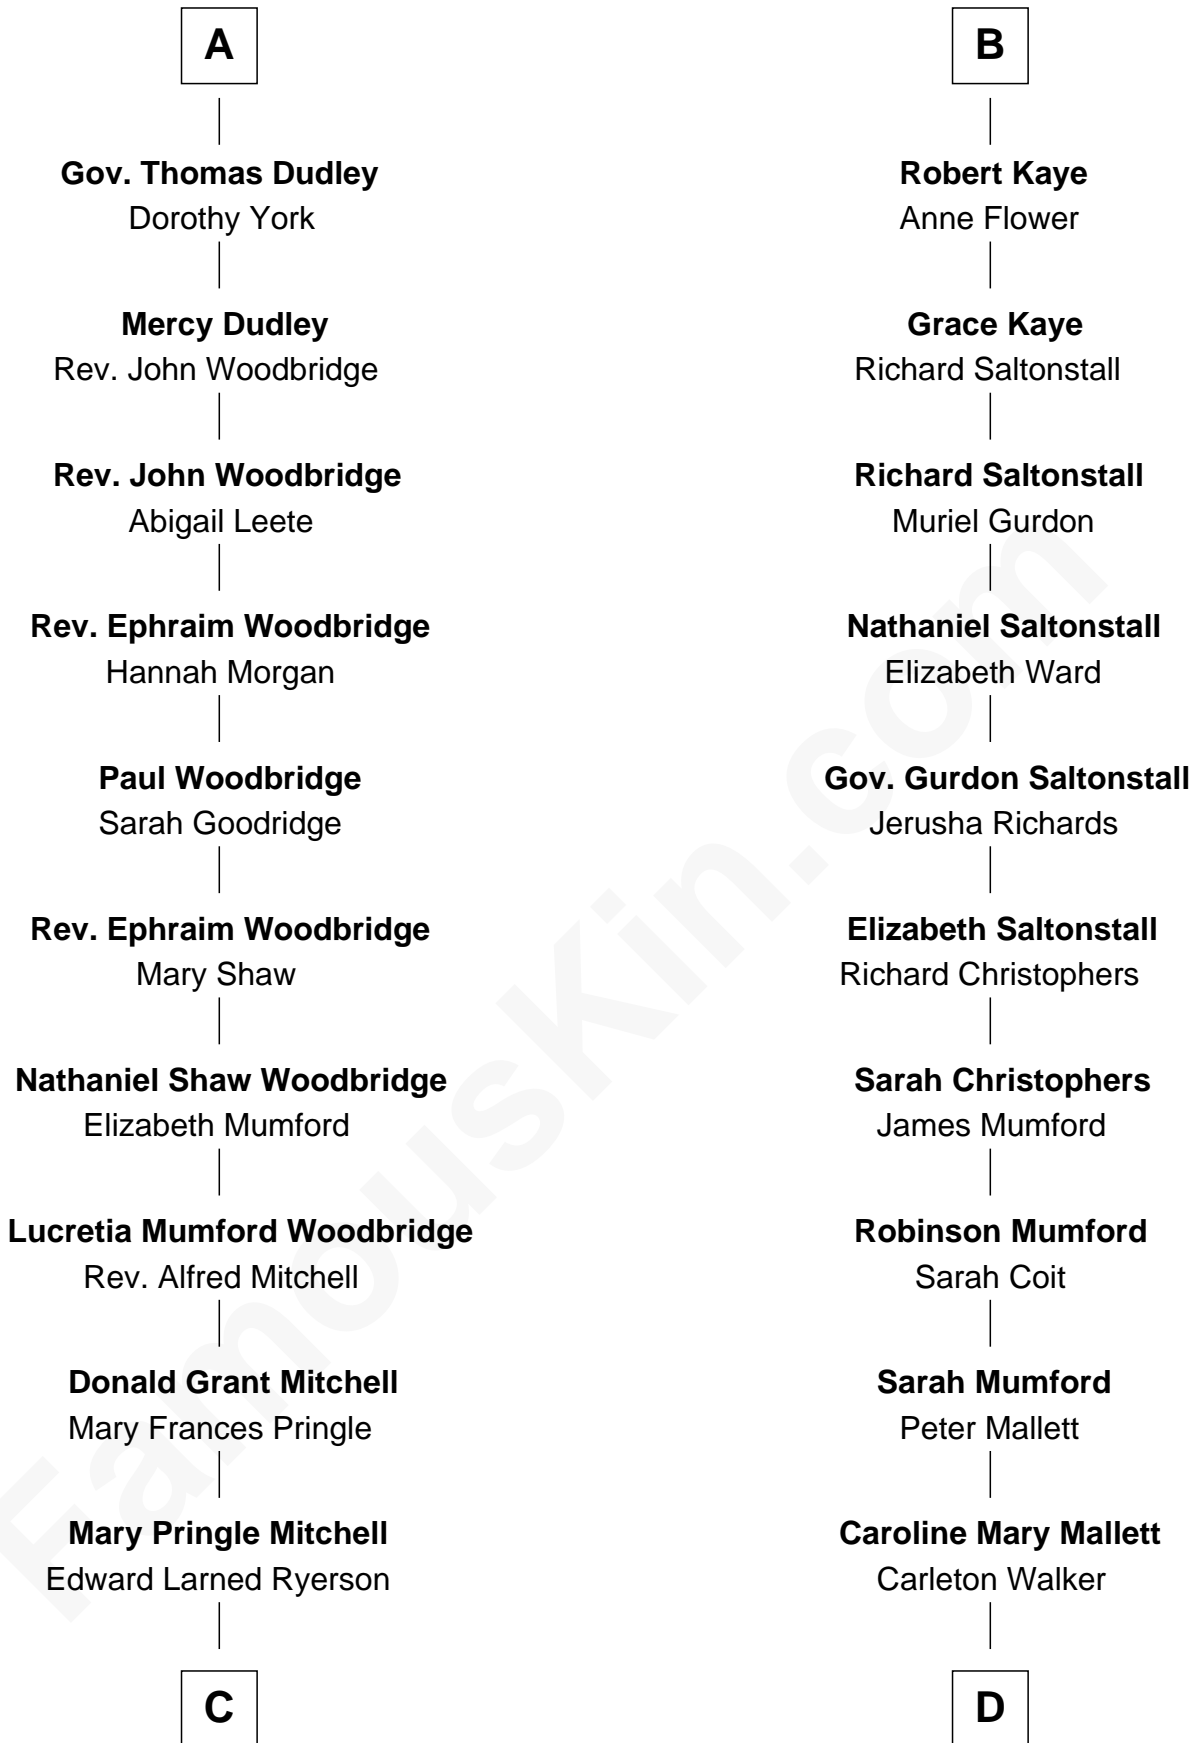 A
Gov. Thomas Dudley
Dorothy York
Mercy Dudley
Rev. John Woodbridge
Rev. John Woodbridge
Abigail Leete
Rev. Ephraim Woodbridge
Hannah Morgan
Paul Woodbridge
Sarah Goodridge
Rev. Ephraim Woodbridge
Mary Shaw
Nathaniel Shaw Woodbridge
Elizabeth Mumford
Lucretia Mumford Woodbridge
Rev. Alfred Mitchell
Donald Grant Mitchell
Mary Frances Pringle
Mary Pringle Mitchell
Edward Larned Ryerson
C
B
Robert Kaye
Anne Flower
Grace Kaye
Richard Saltonstall
Richard Saltonstall
Muriel Gurdon
Nathaniel Saltonstall
Elizabeth Ward
Gov. Gurdon Saltonstall
Jerusha Richards
Elizabeth Saltonstall
Richard Christophers
Sarah Christophers
James Mumford
Robinson Mumford
Sarah Coit
Sarah Mumford
Peter Mallett
Caroline Mary Mallett
Carleton Walker
D
FamousKin.com